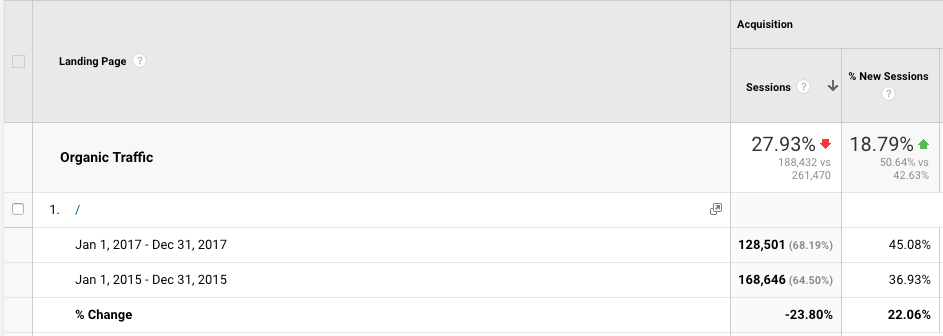 Acquisition
Landing Page ?
Sessions ?
% New Sessions
?
Organic Traffic
27.93%
188,432 vs
261,470
18.79%
50.64% vs
42.63%
1. /
Jan 1, 2017 - Dec 31, 2017 128,501 (68.19%) 45.08%
Jan 1, 2015 - Dec 31, 2015 168,646 (64.50%) 36.93%
% Change -23.80% 22.06%